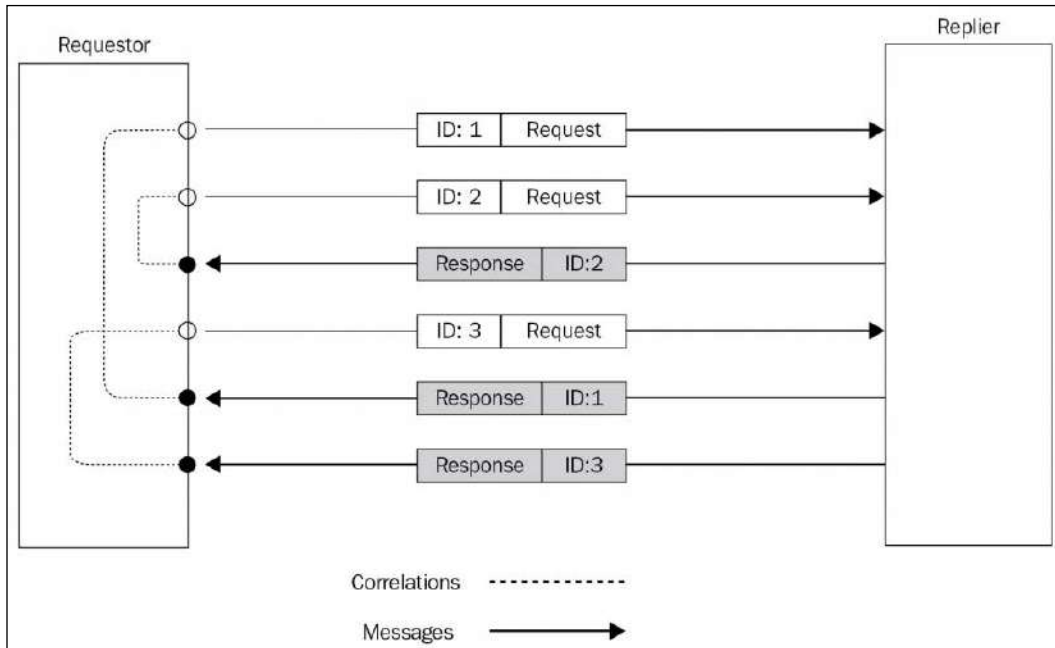 Requestor
Replier
ID: 1 Request
ID: 2 Request
Response ID:2
ID: 3 Request
Response ID:1
Response ID:3
Correlations
Messages